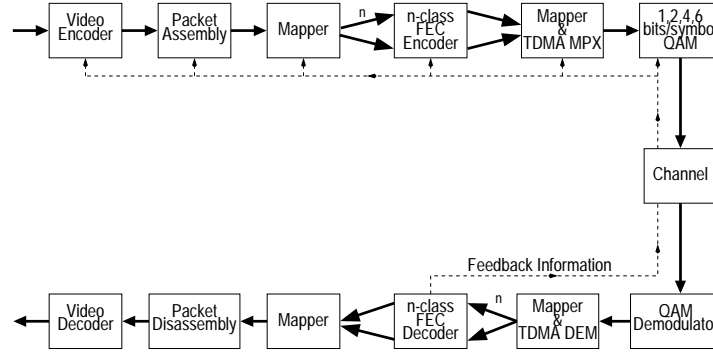 Video
Encoder
Packet
Assembly
Mapper
n
n-class
FEC
Encoder
Mapper
&
TDMA MPX
1,2,4,6
bits/symbo
QAM
Channel
Feedback Information
Video
Decoder
Packet
Disassembly
Mapper
n-class
FEC
Decoder
n
Mapper
&
TDMA DEM
QAM
Demodulato